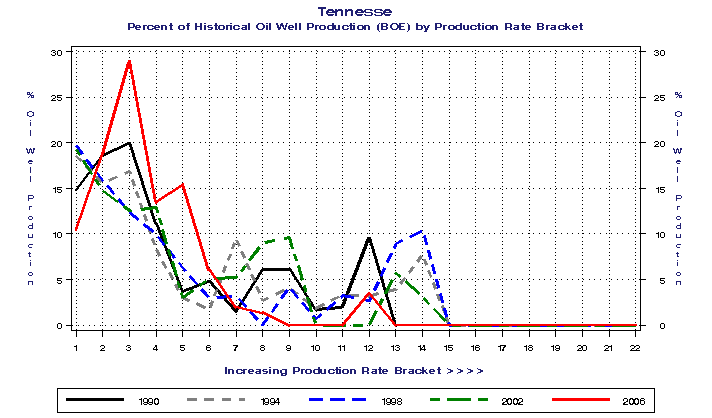 Tennesse
Percent of Historical Oil Well Production (BOE) by Production Rate Bracket
30 30
25 25
20 20
15 15
10 10
5 5
0 0
% Oil Well Production
% Oil Well Production
1 2 3 4 5 6 7 8 9 10 11 12 13 14 15 16 17 18 19 20 21 22
Increasing Production Rate Bracket >>>>
1990 1994 1998 2002 2006